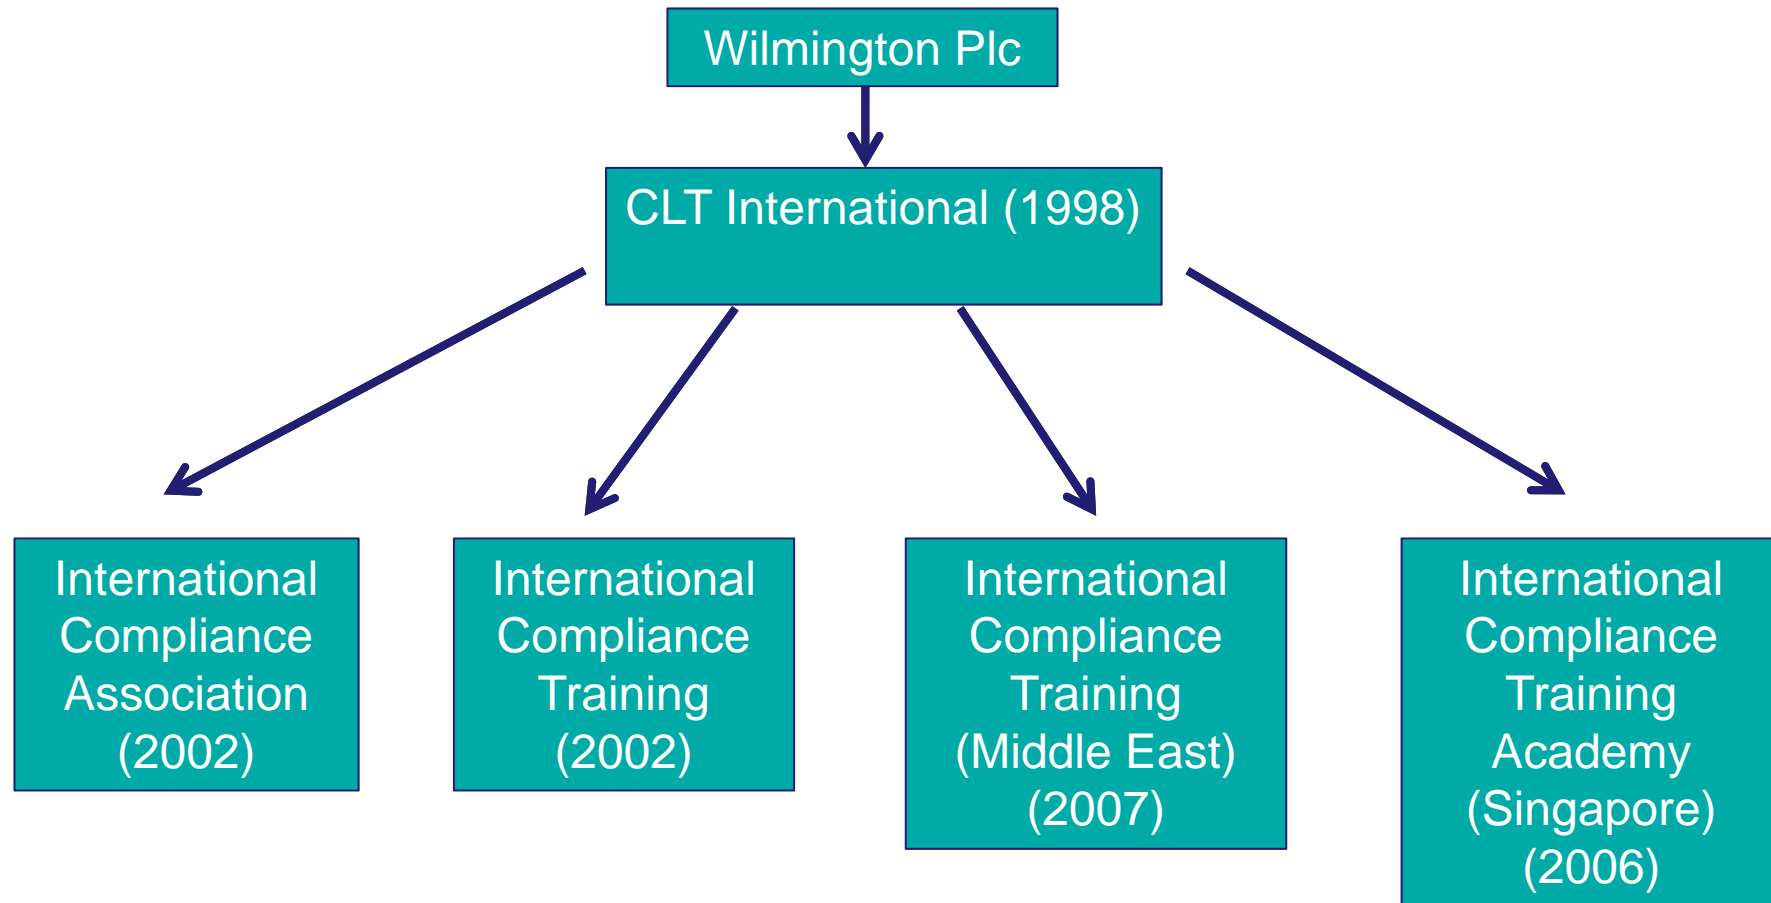 Wilmington Plc
CLT International (1998)
International
Compliance
Association
(2002)
International
Compliance
Training
(2002)
International
Compliance
Training
(Middle East)
(2007)
International
Compliance
Training
Academy
(Singapore)
(2006)